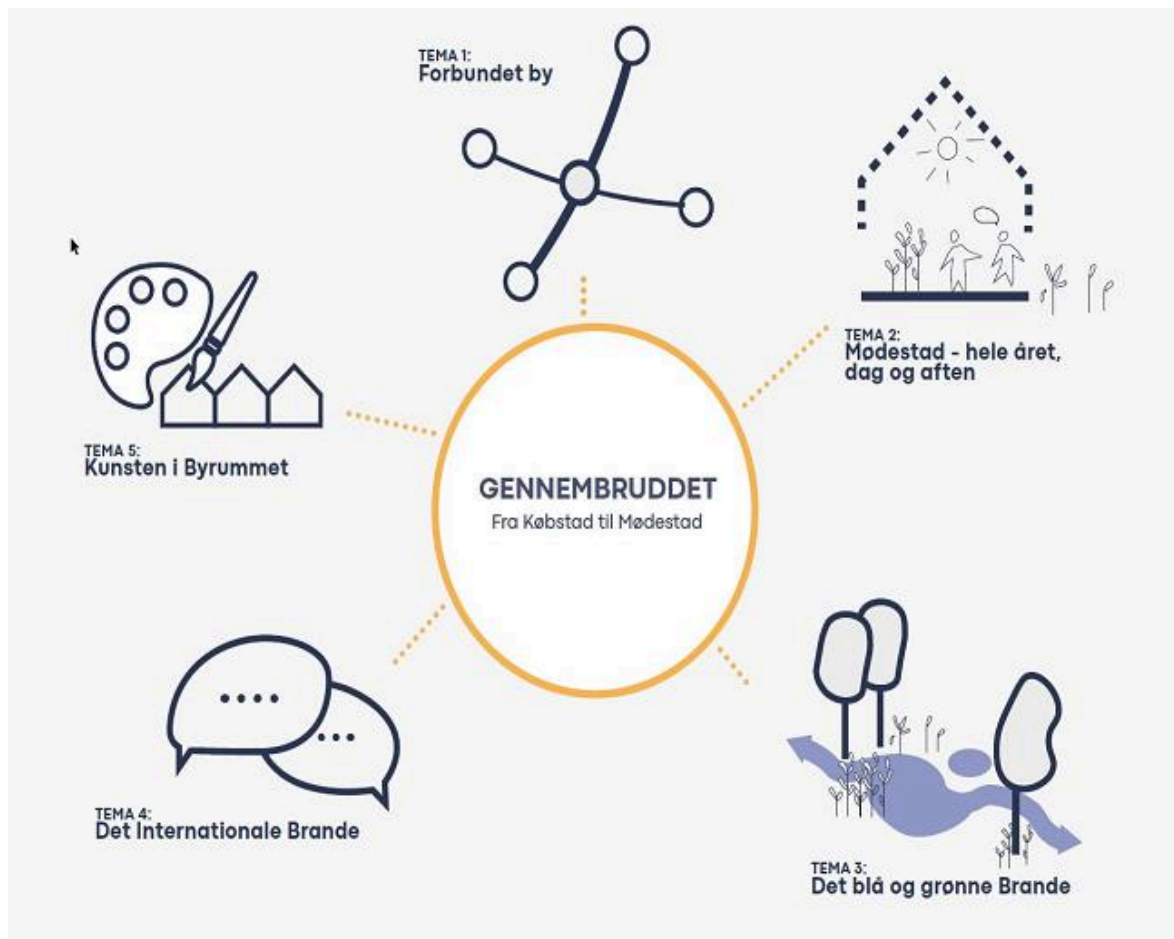 TEMA 1:
Forbundet by
TEMA 2:
Mødestad - hele året,
dag og aften
TEMA 5:
Kunsten i Byrummet
GENNEMBRUDDET
Fra Købstad til Mødestad
TEMA 4:
Det Internationale Brande
TEMA 3:
Det blå og grønne Brande